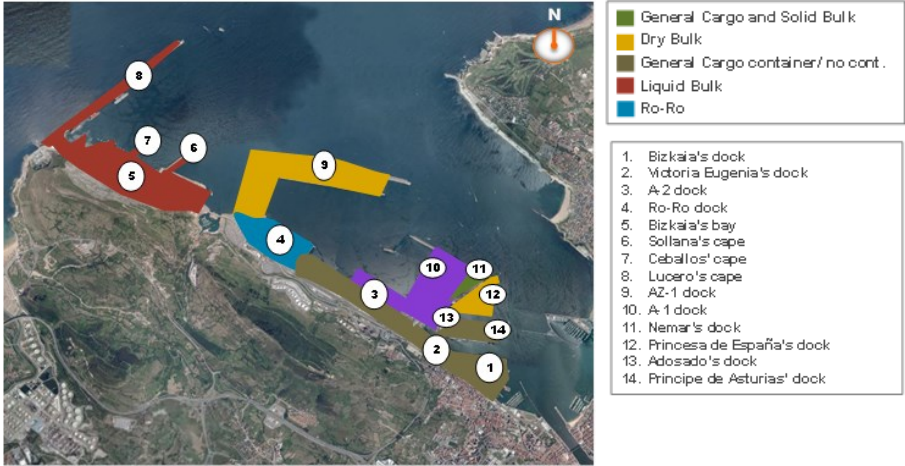 N
General Cargo and Solid Bulk
Dry Bulk
General Cargo container/ no cont.
Liquid Bulk
Ro-Ro
1. Bizkaia's dock
2. Victoria Eugenia's dock
3. A-2 dock
4. Ro-Ro dock
5. Bizkaia's bay
6. Sollana's cape
7. Ceballos' cape
8. Lucero's cape
9. AZ-1 dock
10. A-1 dock
11. Nemar's dock
12. Princesa de España's dock
13. Adosado's dock
14. Principe de Asturias' dock
8
7
6
5
9
4
10
11
3
12
13
14
2
1